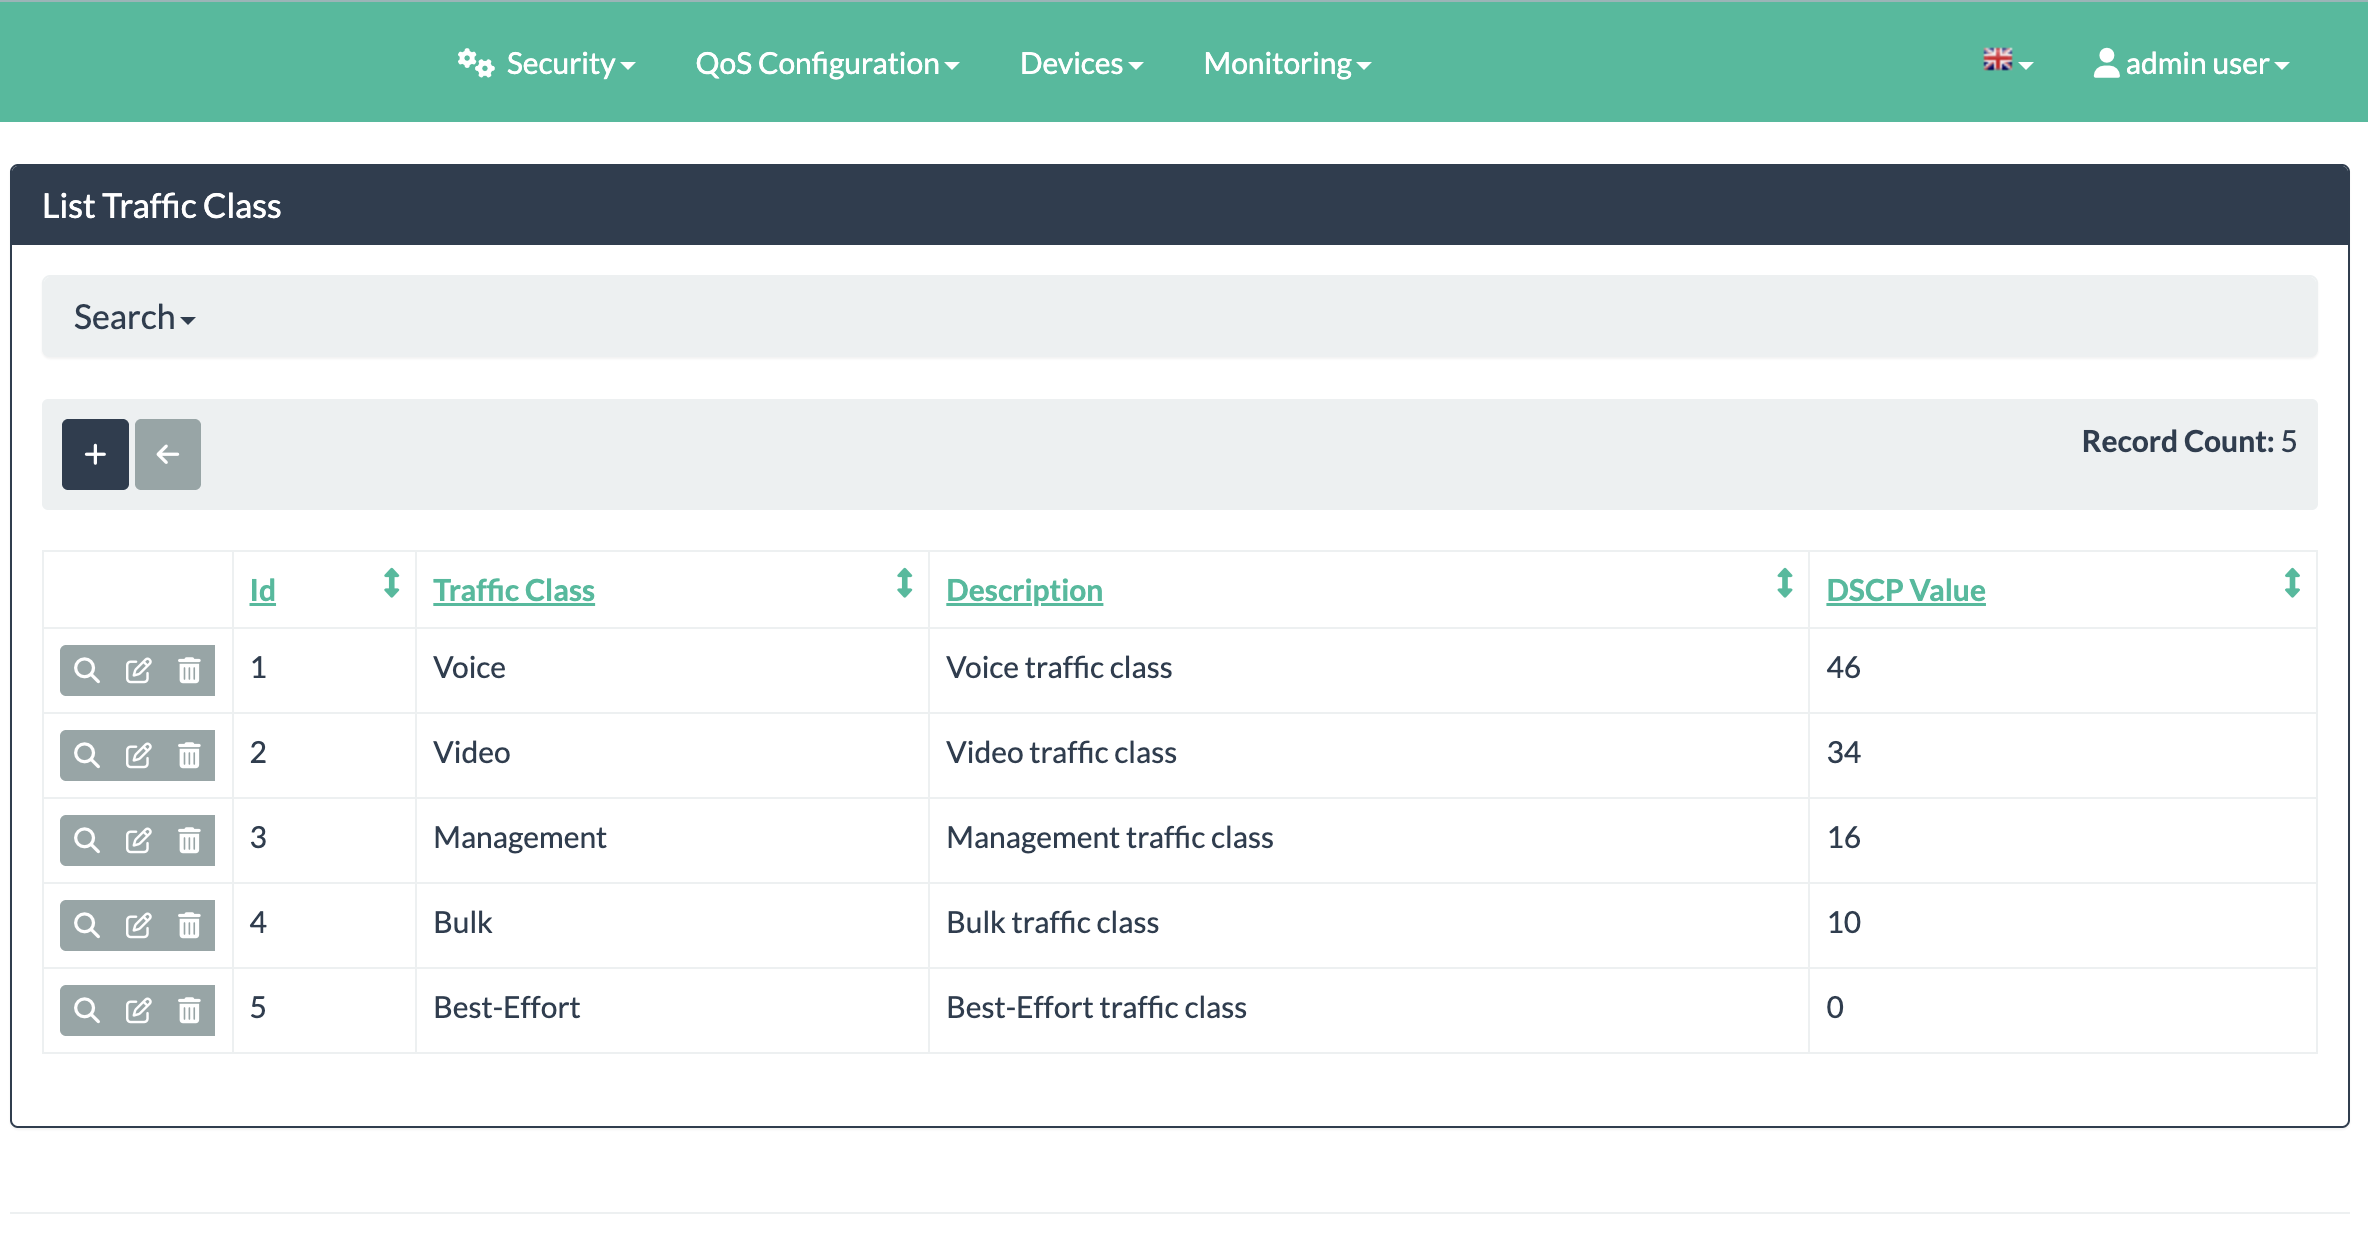 Security QoS Configuration Devices Monitoring admin user
List Traffic Class
Search
Record Count: 5
Id Traffic Class Description DSCP Value
1 Voice Voice traffic class 46
2 Video Video traffic class 34
3 Management Management traffic class 16
4 Bulk Bulk traffic class 10
5 Best-Effort Best-Effort traffic class 0